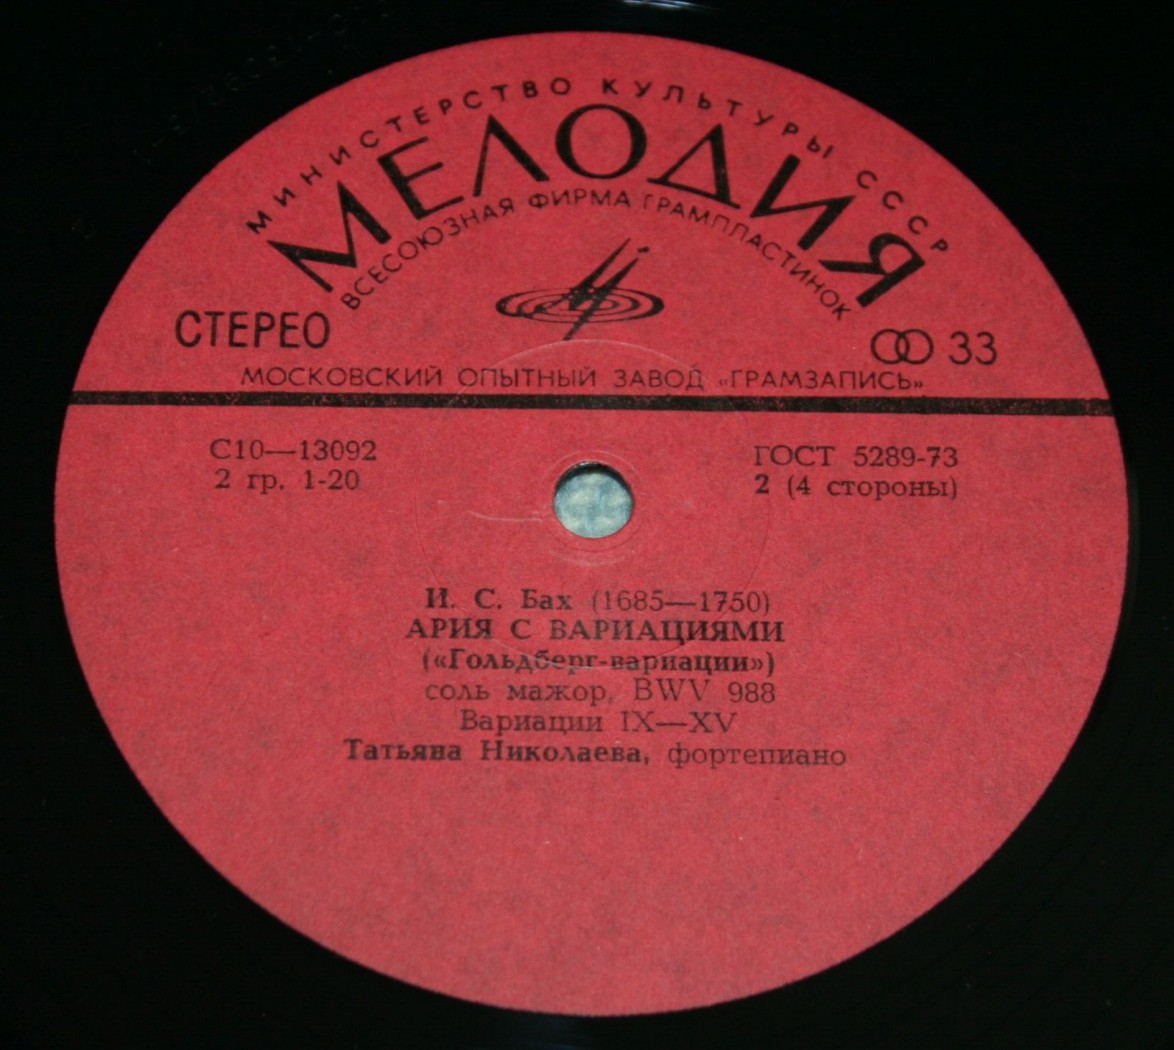 МИНИСТЕРСТВО КУЛЬТУРЫ СССР
МЕЛОДИЯ
ВСЕСОЮЗНАЯ ФИРМА ГРАМПЛАСТИНОК
СТЕРЕО
33
МОСКОВСКИЙ ОПЫТНЫЙ ЗАВОД «ГРАМЗАПИСЬ»
С10—13092
2 гр. 1-20
ГОСТ 5289-73
2 (4 стороны)
И. С. Бах (1685—1750)
АРИЯ С ВАРИАЦИЯМИ
(«Гольдберг-вариации»)
соль мажор, BWV 988
Вариации IX—XV
Татьяна Николаева, фортепиано